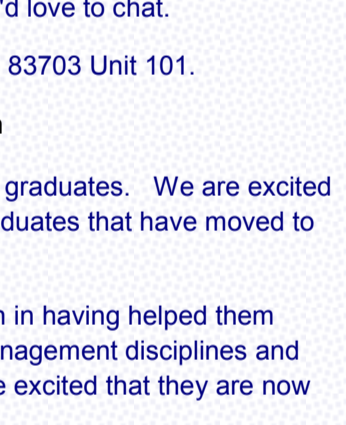 'd love to chat.
83703 Unit 101.
graduates. We are excited
duates that have moved to
in having helped them
nagement disciplines and
excited that they are now